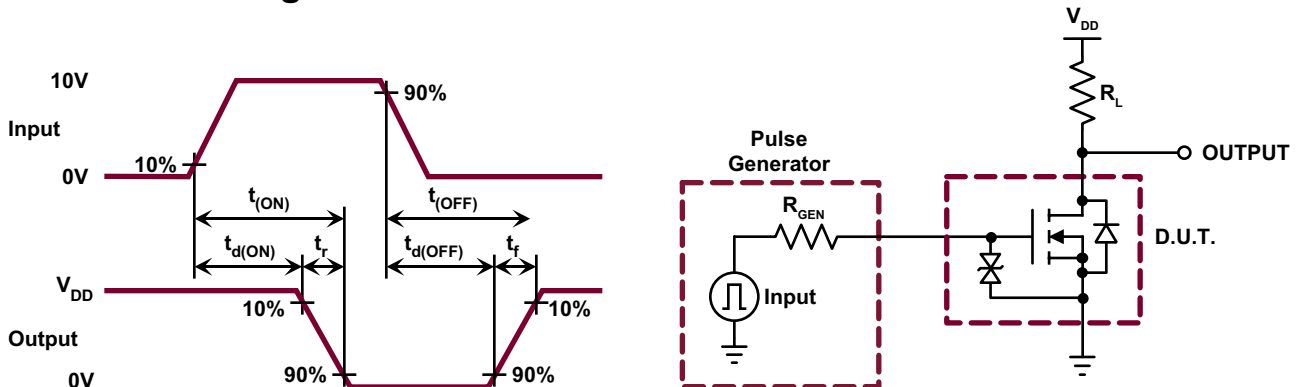 10V
90%
Input
10%
0V
t(ON)
t(OFF)
td(ON)
tr
td(OFF)
tf
VDD
10%
10%
Output
90%
90%
0V
VDD
RL
OUTPUT
Pulse
Generator
RGEN
D.U.T.
Input